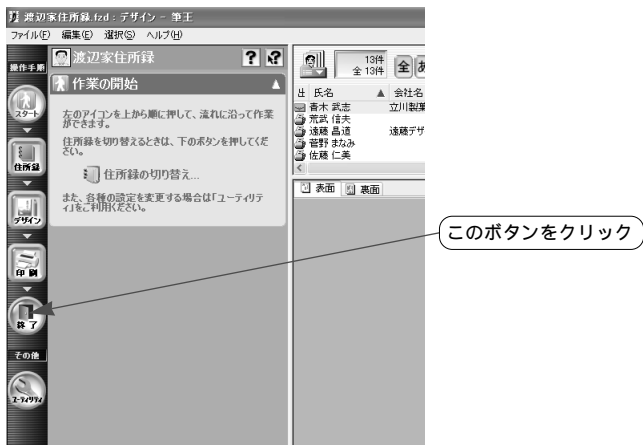 渡辺家住所録.fzd : デザイン - 筆王
ファイル(F) 編集(E) 選択(S) ヘルプ(H)
操作手順
スタート
住所録
デザイン
印刷
終了
その他
ユーティリティ
渡辺家住所録
作業の開始
左のアイコンを上から順に押して、流れに沿って作業
ができます。
住所録を切り替えるときは、下のボタンを押してくだ
さい。
住所録の切り替え...
また、各種の設定を変更する場合は「ユーティリテ
ィ」をご利用ください。
13件
全 13件
全 あ
氏名 ▲ 会社名
青木 武志 立川製菓
荒武 信夫
遠藤 昌道 遠藤デザ
菅野 まなみ
佐藤 仁美
表面 裏面
このボタンをクリック